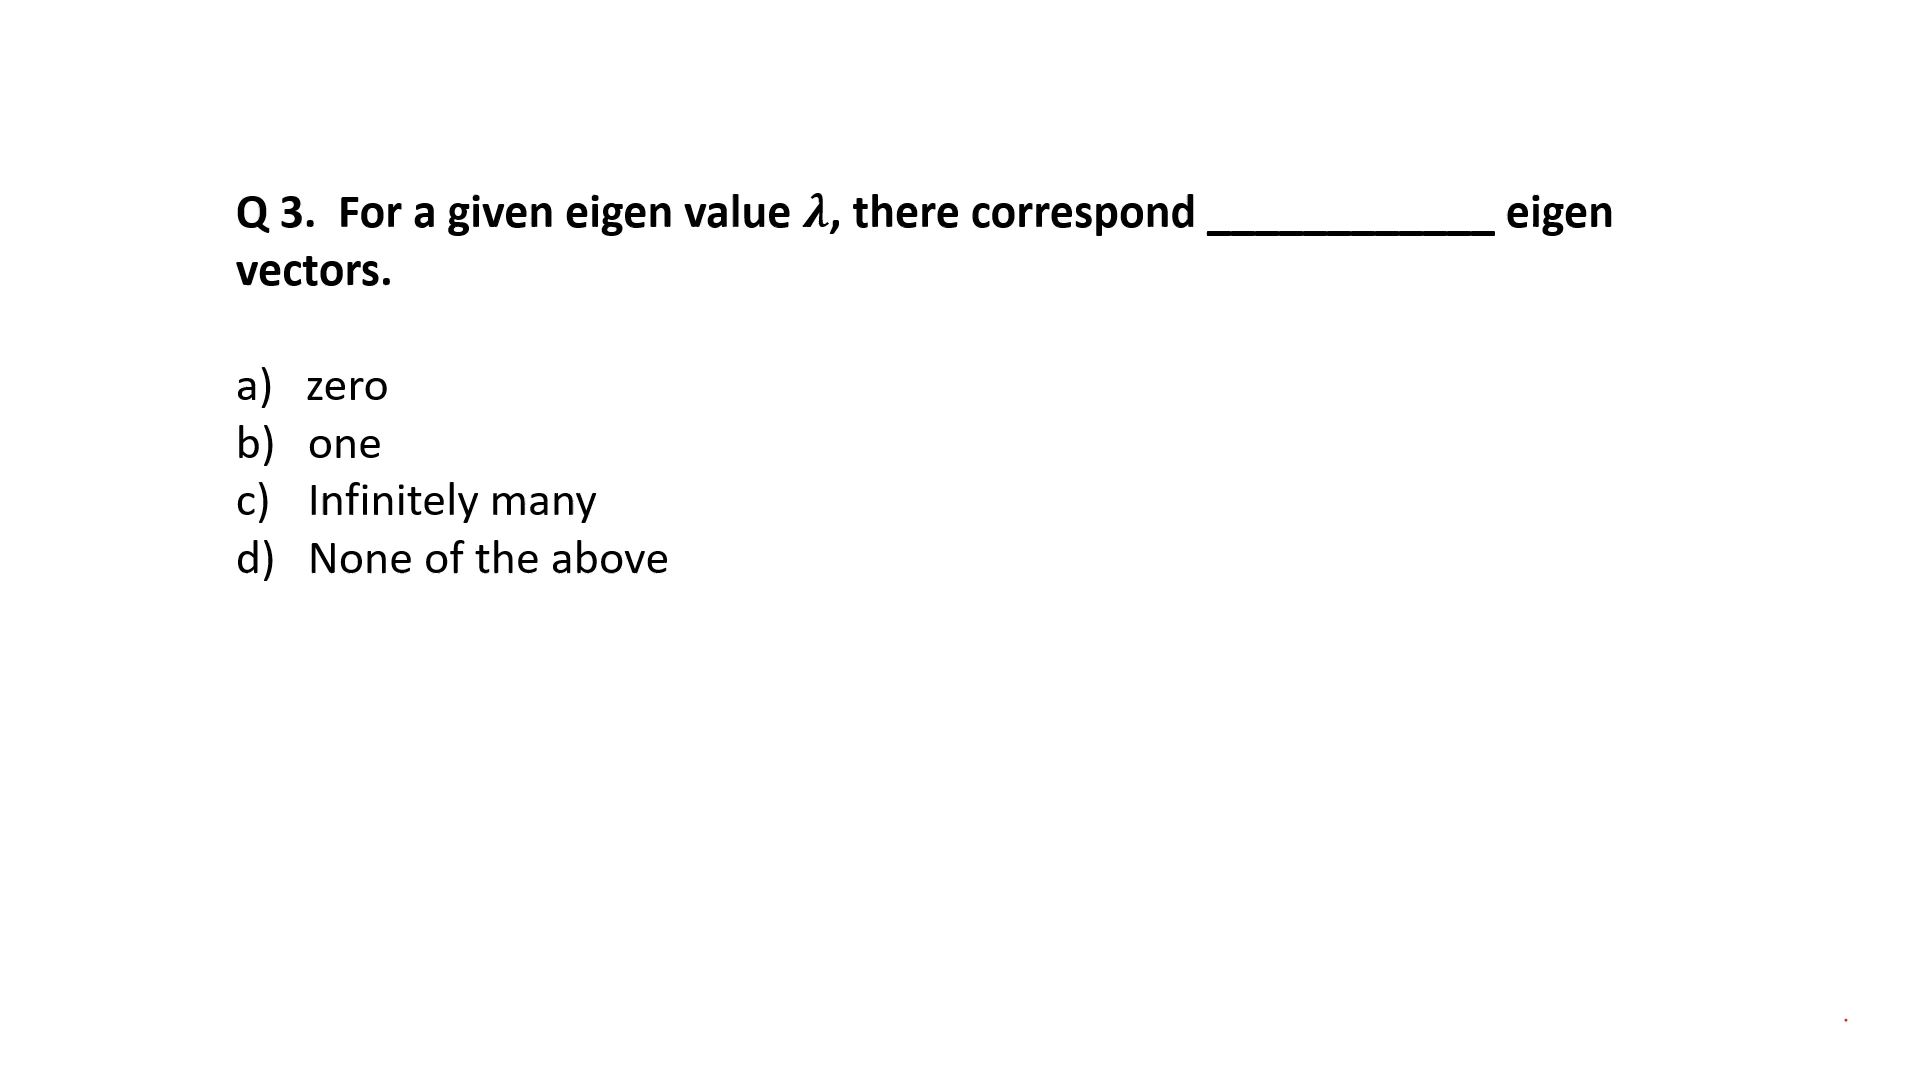 Q 3.  For a given eigen value λ, there correspond ____________ eigen
vectors.
a) zero
b) one
c) Infinitely many
d) None of the above